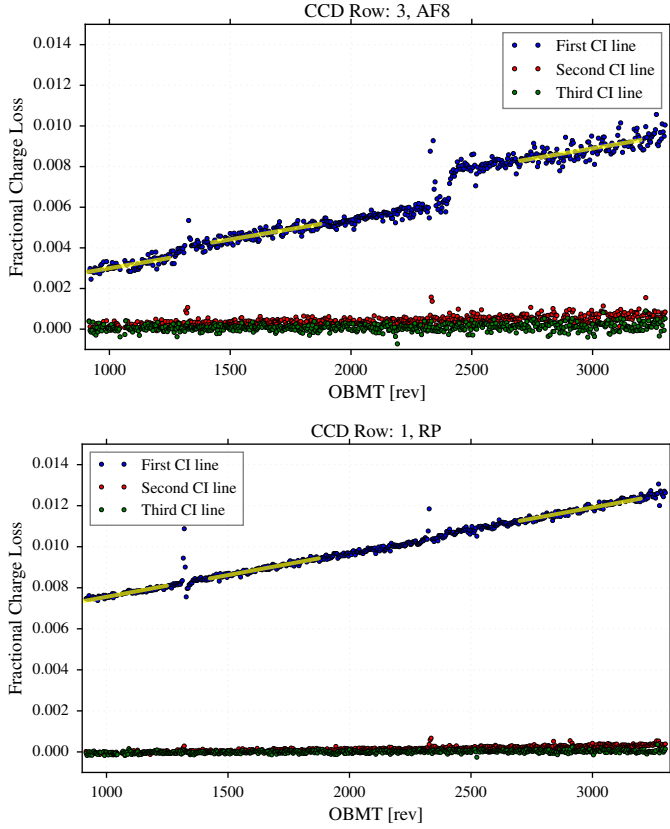 CCD Row: 3, AF8
0.014
0.012
0.010
0.008
0.006
0.004
0.002
0.000
Fractional Charge Loss
First CI line
Second CI line
Third CI line
1000 1500 2000 2500 3000
OBMT [rev]
CCD Row: 1, RP
0.014
0.012
0.010
0.008
0.006
0.004
0.002
0.000
Fractional Charge Loss
First CI line
Second CI line
Third CI line
1000 1500 2000 2500 3000
OBMT [rev]